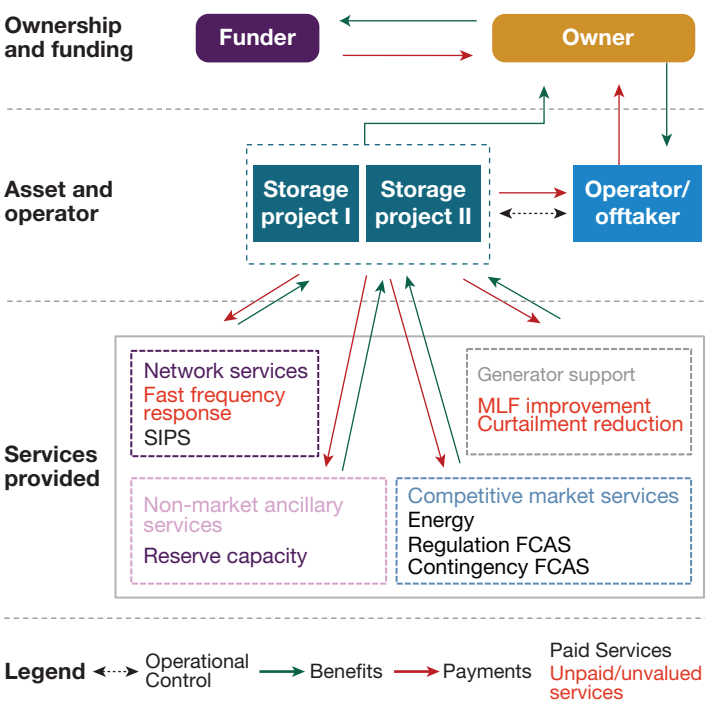 Ownership
and funding
Funder
Owner
Asset and
operator
Storage
project I
Storage
project II
Operator/
offtaker
Services
provided
Network services
Fast frequency
response
SIPS
Generator support
MLF improvement
Curtailment reduction
Non-market ancillary
services
Reserve capacity
Competitive market services
Energy
Regulation FCAS
Contingency FCAS
Legend
Operational
Control
Benefits
Payments
Paid Services
Unpaid/unvalued
services